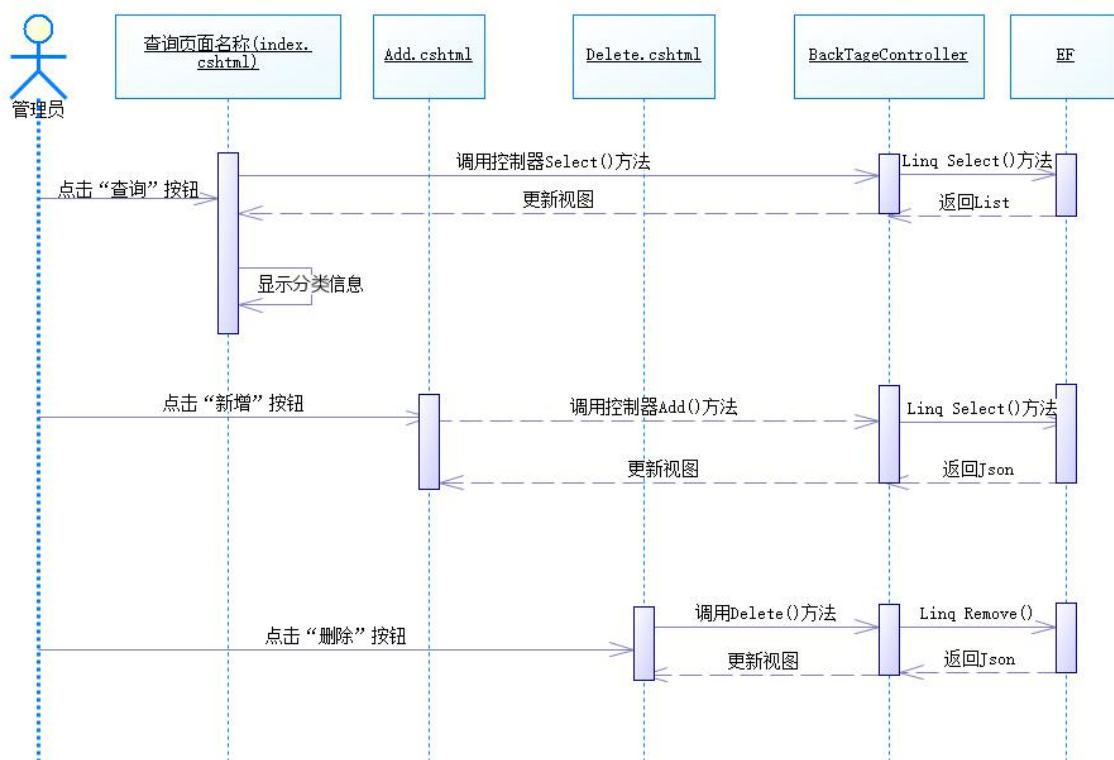 查询页面名称(index.
cshtml)
Add.cshtml
Delete.cshtml
BackTageController
EF
管理员
调用控制器Select()方法
Linq Select()方法
点击“查询”按钮
更新视图
返回List
显示分类信息
点击“新增”按钮
调用控制器Add()方法
Linq Select()方法
更新视图
返回Json
调用Delete()方法
Linq Remove()
点击“删除”按钮
更新视图
返回Json